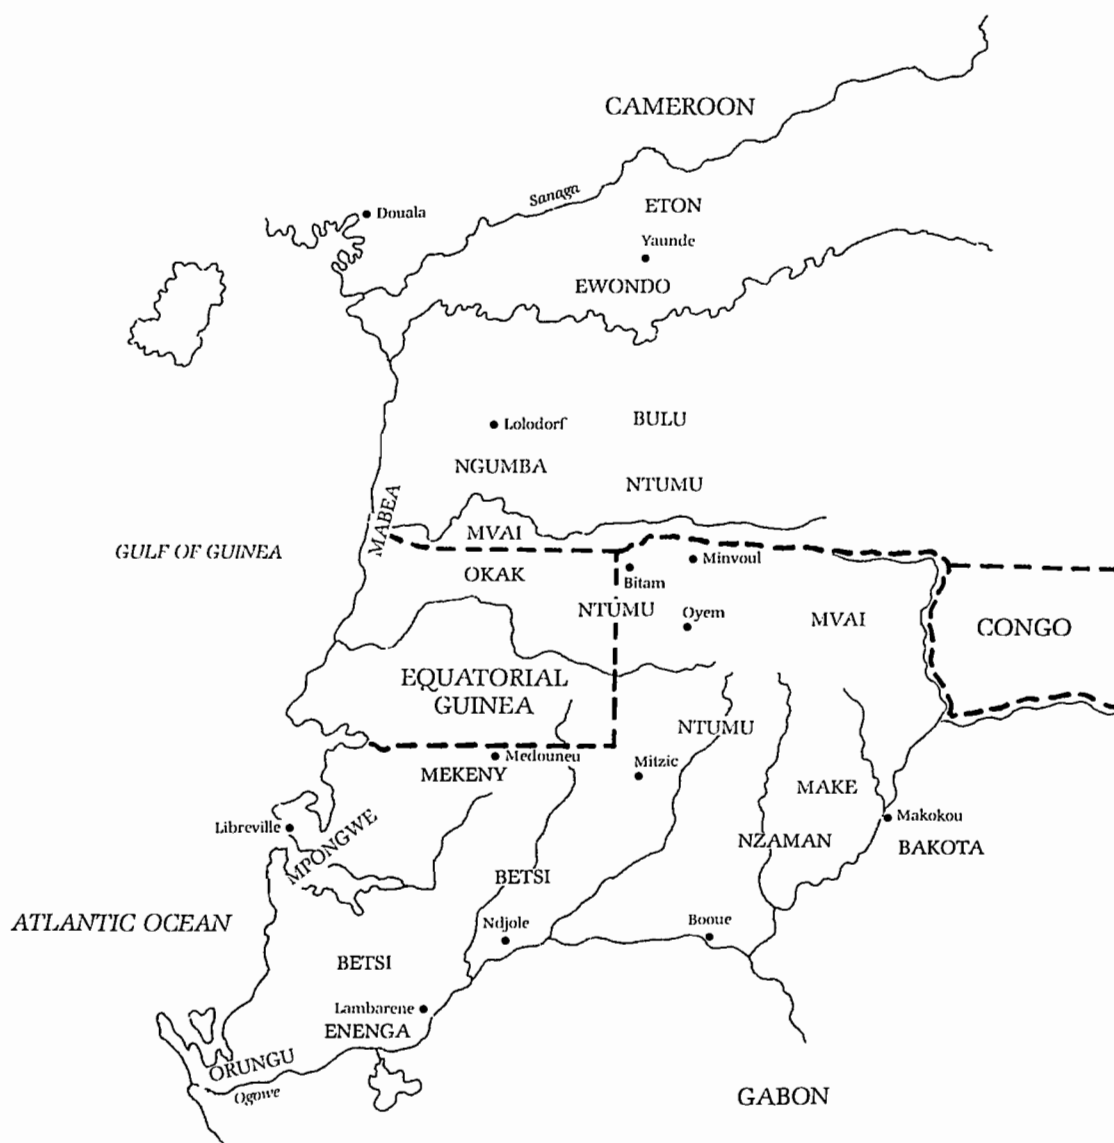 CAMEROON
Sanaga
ETON
Douala
Yaunde
EWONDO
Lolodorf
BULU
NGUMBA
NTUMU
MABEA
MVAI
GULF OF GUINEA
Minvoul
OKAK
Bitam
NTUMU
Oyem
MVAI
CONGO
EQUATORIAL
GUINEA
NTUMU
Medouneu
Mitzic
MEKENY
MAKE
Makokou
Libreville
MPONGWE
NZAMAN
BAKOTA
BETSI
ATLANTIC OCEAN
Ndjole
Booue
BETSI
Lambarene
ENENGA
ORUNGU
Ogowe
GABON